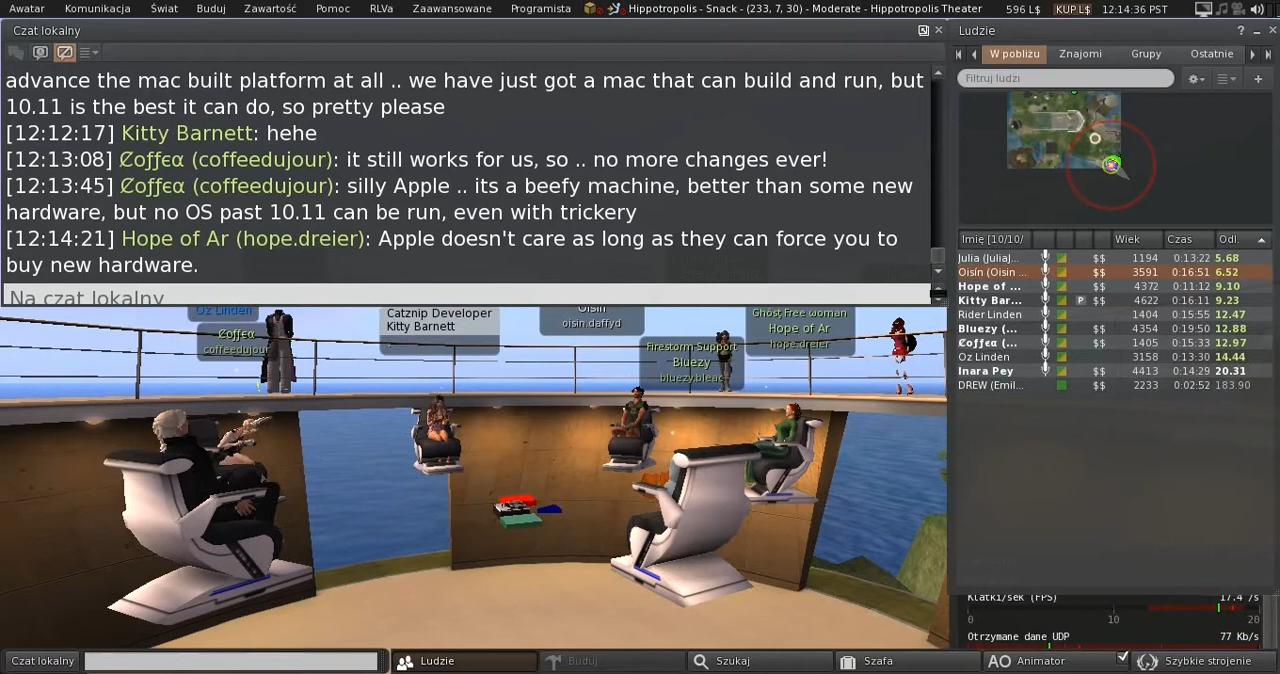 Awatar Komunikacja Świat Buduj Zawartość Pomoc RLVa Zaawansowane Programista Hippotropolis - Snack - (233, 7, 30) - Moderate - Hippotropolis Theater 596 L$ KUP L$ 12:14:36 PST
Czat lokalny
advance the mac built platform at all .. we have just got a mac that can build and run, but
10.11 is the best it can do, so pretty please
[12:12:17] Kitty Barnett: hehe
[12:13:08] Ȼoƒƒєα (coffeedujour): it still works for us, so .. no more changes ever!
[12:13:45] Ȼoƒƒєα (coffeedujour): silly Apple .. its a beefy machine, better than some new
hardware, but no OS past 10.11 can be run, even with trickery
[12:14:21] Hope of Ar (hope.dreier): Apple doesn't care as long as they can force you to
buy new hardware.
Na czat lokalny
Ludzie
W pobliżu Znajomi Grupy Ostatnie
Filtruj ludzi
Imię [10/10/ Wiek Czas Odl.
Julia (JuliaJ... $$ 1194 0:13:22 5.68
Oisín (Oisin ... $$ 3591 0:16:51 6.52
Hope of ... $$ 4372 0:11:12 9.10
Kitty Bar... P $$ 4622 0:16:11 9.23
Rider Linden 1404 0:15:55 12.47
Bluezy (... $$ 4354 0:19:50 12.88
Ȼoƒƒєα (... $$ 1405 0:15:33 12.97
Oz Linden 3158 0:13:30 14.44
Inara Pey $$ 4413 0:14:29 20.31
DREW (Emil... $$ 2233 0:02:52 183.90
Oz Linden
Ȼoƒƒєα
coffeedujour
Catznip Developer
Kitty Barnett
Oisín
oisin.daffyd
Firestorm Support
Bluezy
bluezy.bleac
Ghost Free woman
Hope of Ar
hope.dreier
Klatki/sek (FPS) 17.4 /s
0 10 20
Otrzymane dane UDP 77 Kb/s
Czat lokalny Ludzie Buduj Szukaj Szafa AO Animator Szybkie strojenie